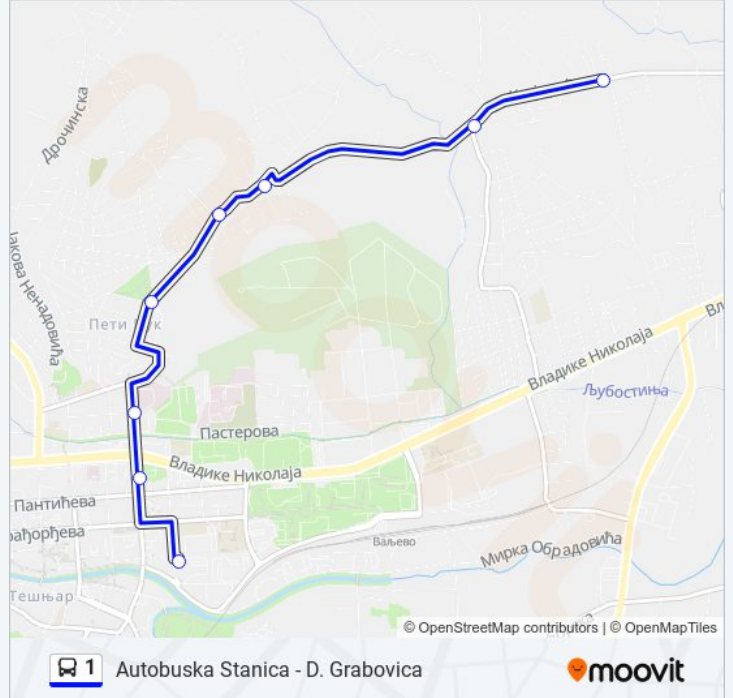 Дрочинска
Јакова Ненадовића
Пети
Владике Николаја
Љубостиња
Пастерова
Владике Николаја
Пантићева
Ваљево
Мирка Обрадовића
Тешњар
© OpenStreetMap contributors | © OpenMapTiles
1 Autobuska Stanica - D. Grabovica
moovit